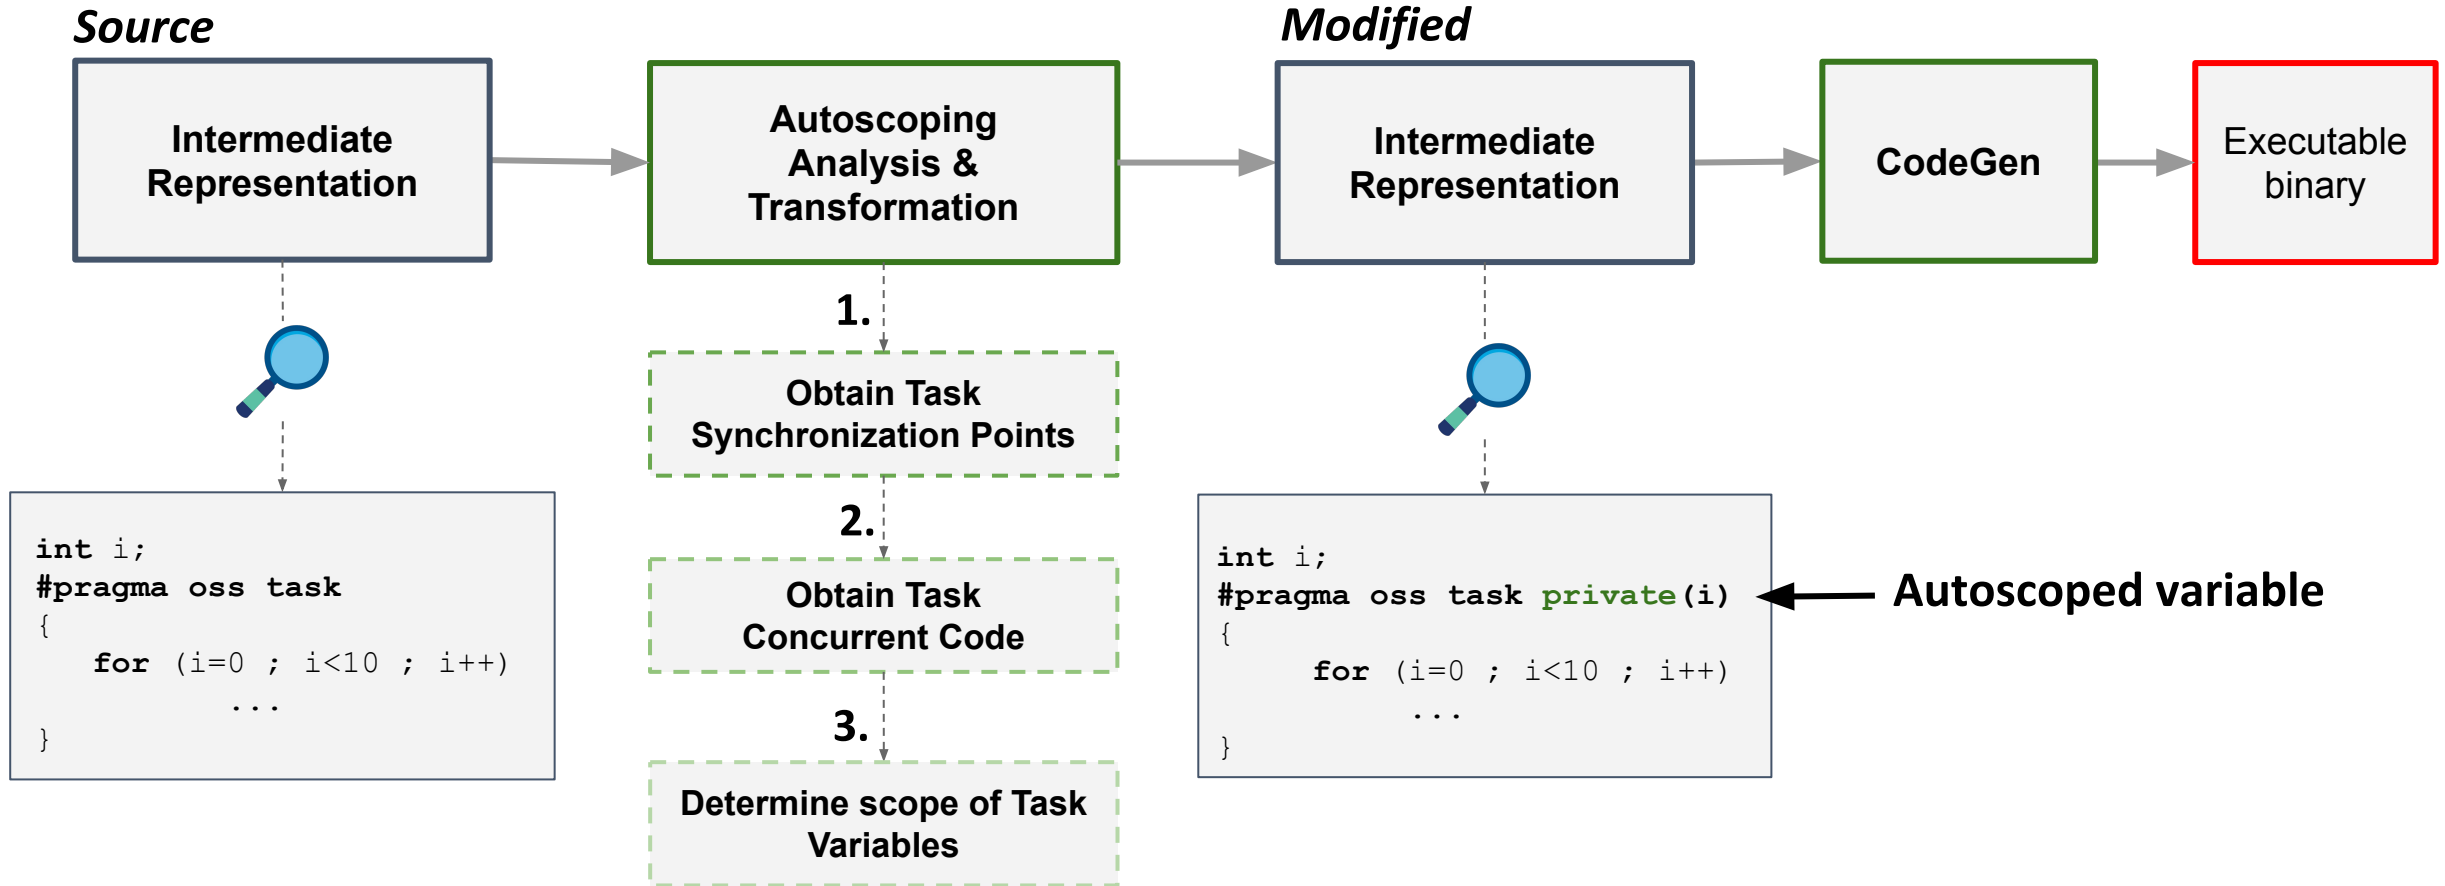 Source
Intermediate
Representation
Autoscoping
Analysis &
Transformation
Modified
Intermediate
Representation
CodeGen
Executable
binary
1.
Obtain Task
Synchronization Points
2.
Obtain Task
Concurrent Code
3.
Determine scope of Task
Variables
int i;
#pragma oss task
{
for (i=0 ; i<10 ; i++)
...
}
int i;
#pragma oss task private(i)
{
for (i=0 ; i<10 ; i++)
...
}
Autoscoped variable